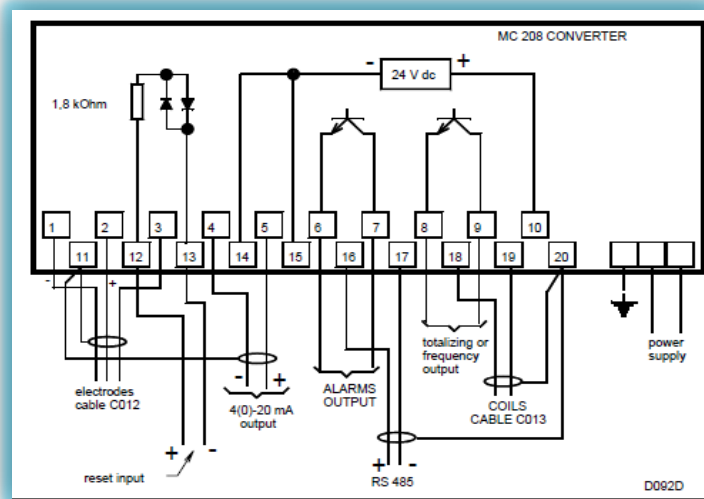 MC 208 CONVERTER
- 24 V dc +
1,8 kOhm
1 2 3 4 5 6 7 8 9 10
11 12 13 14 15 16 17 18 19 20
- +
electrodes
cable C012
- +
4(0)-20 mA
output
ALARMS
OUTPUT
totalizing or
frequency
output
COILS
CABLE C013
power
supply
+ -
reset input
+ -
RS 485
D092D